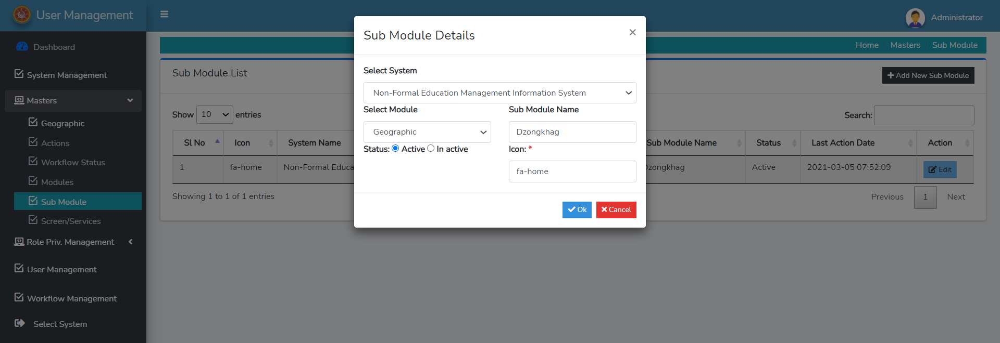 User Management
Administrator
Dashboard
System Management
Masters
Geographic
Actions
Workflow Status
Modules
Sub Module
Screen/Services
Role Priv. Management
User Management
Workflow Management
Select System
Home / Masters / Sub Module
Sub Module List
Add New Sub Module
Show 10 entries
Search:
Sl No Icon System Name Sub Module Name Status Last Action Date Action
1 fa-home Non-Formal Educa Dzongkhag Active 2021-03-05 07:52:09 Edit
Showing 1 to 1 of 1 entries
Previous 1 Next
Sub Module Details
×
Select System
Non-Formal Education Management Information System
Select Module Sub Module Name
Geographic Dzongkhag
Status: Active In active Icon: *
fa-home
Ok Cancel